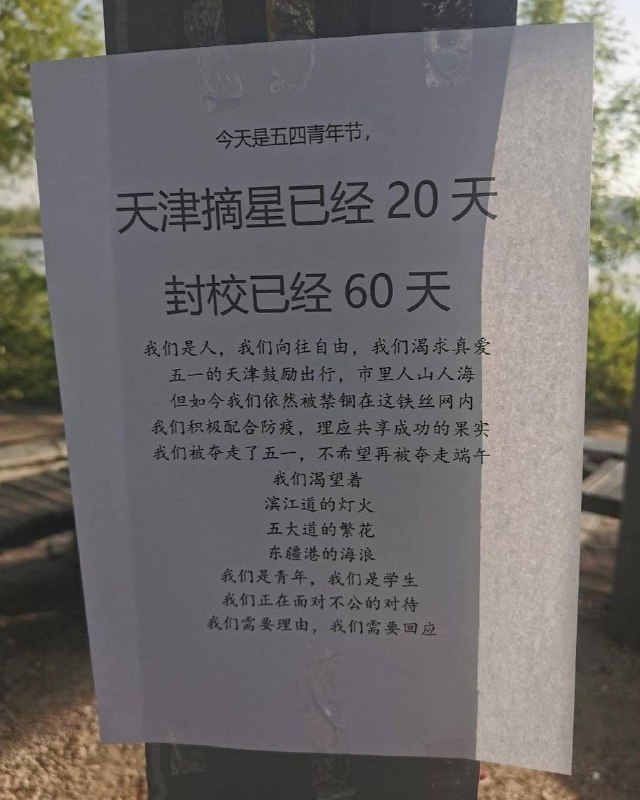 今天是五四青年节，
天津摘星已经 20 天
封校已经 60 天
我们是人，我们向往自由，我们渴求真爱
五一的天津鼓励出行，市里人山人海
但如今我们依然被禁锢在这铁丝网内
我们积极配合防疫，理应共享成功的果实
我们被夺走了五一，不希望再被夺走端午
我们渴望着
滨江道的灯火
五大道的繁花
东疆港的海浪
我们是青年，我们是学生
我们正在面对不公的对待
我们需要理由，我们需要回应